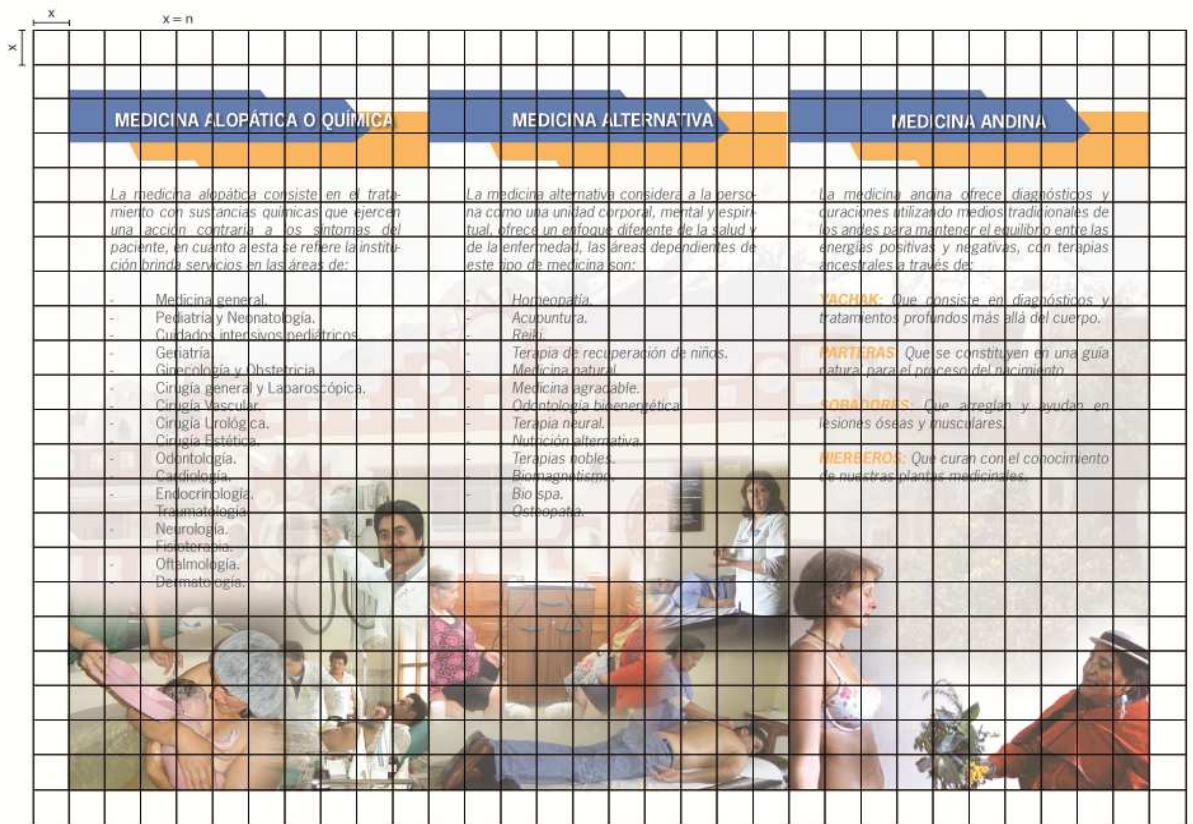 x
x = n
x
MEDICINA ALOPÁTICA O QUÍMICA
La medicina alopática consiste en el trata-
miento con sustancias químicas que ejercen
una acción contraria a los síntomas del
paciente, en cuanto a esta se refiere la institu-
ción brinda servicios en las áreas de:
- Medicina general.
- Pediatría y Neonatología.
- Cuidados intensivos pediátricos.
- Geriatría.
- Ginecología y Obstetricia.
- Cirugía general y Laparoscópica.
- Cirugía Vascular.
- Cirugía Urológica.
- Cirugía Estética.
- Odontología.
- Cardiología.
- Endocrinología.
- Traumatología.
- Neurología.
- Fisioterapia.
- Oftalmología.
- Dermatología.
MEDICINA ALTERNATIVA
La medicina alternativa considera a la perso-
na como una unidad corporal, mental y espiri-
tual, ofrece un enfoque diferente de la salud y
de la enfermedad, las áreas dependientes de
este tipo de medicina son:
- Homeopatía.
- Acupuntura.
- Reiki.
- Terapia de recuperación de niños.
- Medicina natural.
- Medicina agradable.
- Odontología bioenergética.
- Terapia neural.
- Nutrición alternativa.
- Terapias nobles.
- Biomagnetismo.
- Bio spa.
- Osteopatía.
MEDICINA ANDINA
La medicina andina ofrece diagnósticos y
curaciones utilizando medios tradicionales de
los andes para mantener el equilibrio entre las
energías positivas y negativas, con terapias
ancestrales a través de:
YACHAK: Que consiste en diagnósticos y
tratamientos profundos más allá del cuerpo.
PARTERAS: Que se constituyen en una guía
natural para el proceso del nacimiento.
SOBADORES: Que arreglan y ayudan en
lesiones óseas y musculares.
HIERBEROS: Que curan con el conocimiento
de nuestras plantas medicinales.